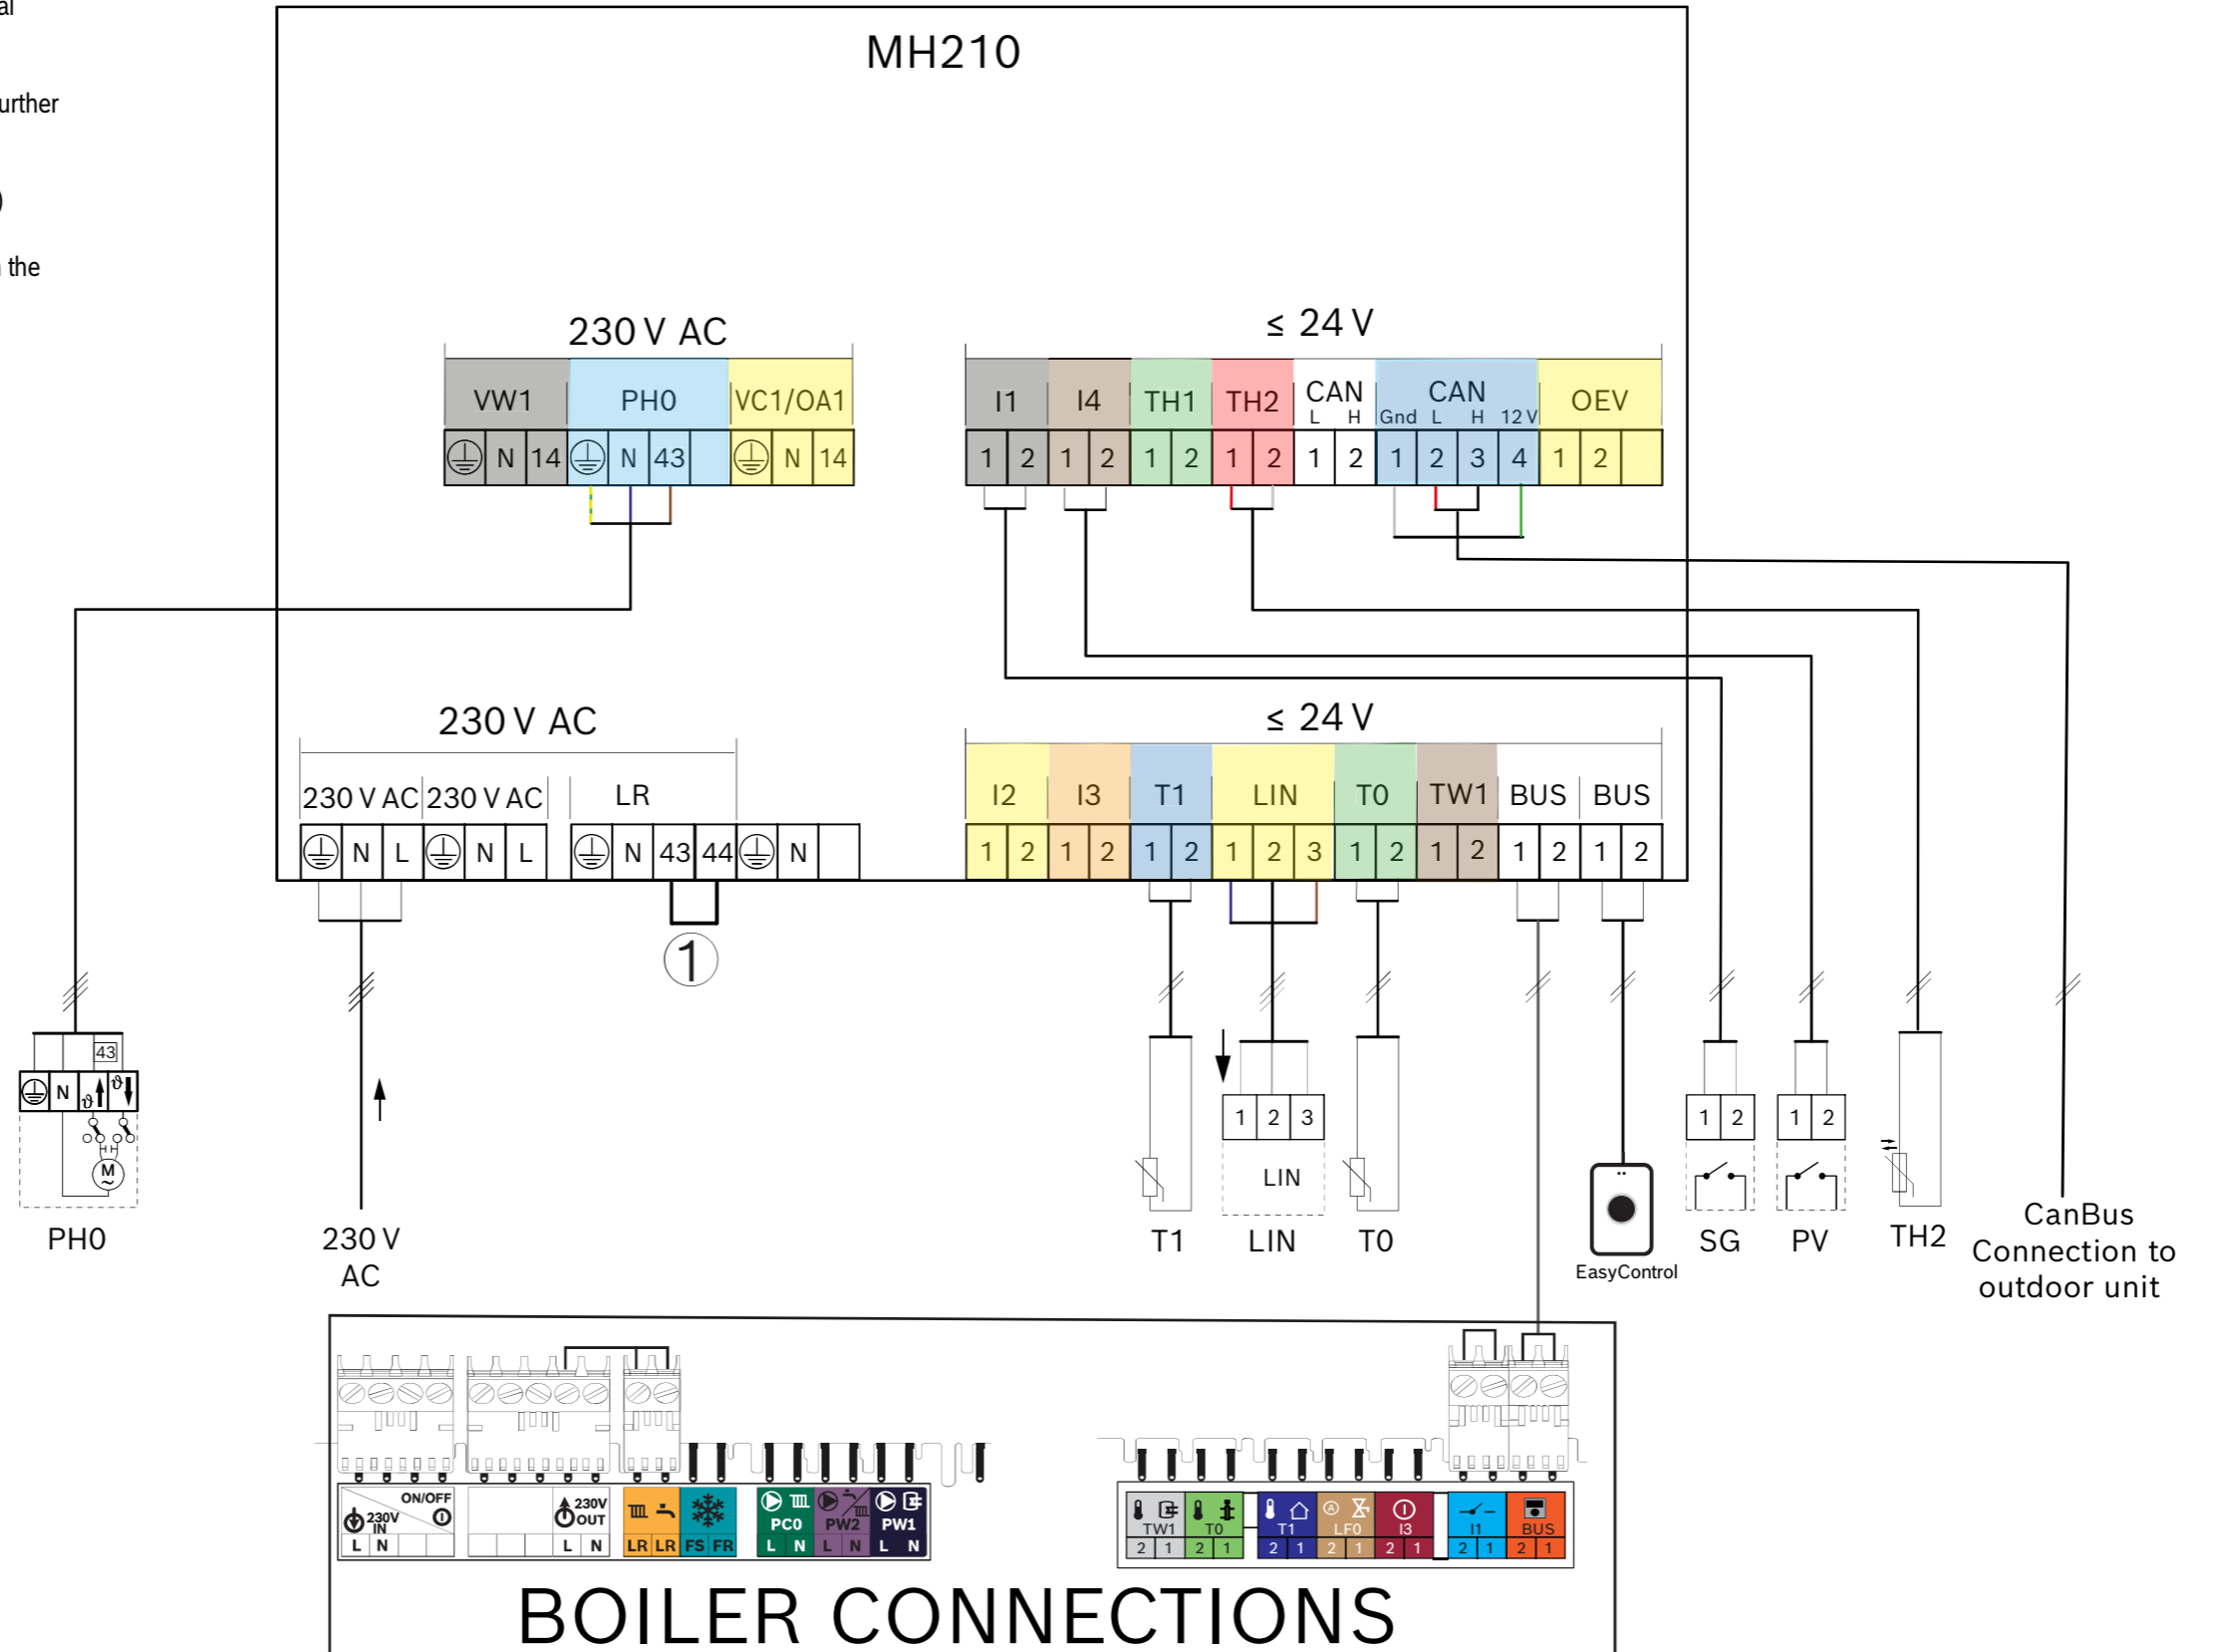 al
urther
)
n the
MH210
230 V AC
≤ 24 V
VW1 PH0 VC1/OA1
I1 I4 TH1 TH2 CAN CAN OEV
L H Gnd L H 12 V
N 14 N 43 N 14
1 2 1 2 1 2 1 2 1 2 1 2 3 4 1 2
230 V AC
≤ 24 V
230 V AC 230 V AC LR
I2 I3 T1 LIN T0 TW1 BUS BUS
N L N L N 43 44 N
1 2 1 2 1 2 1 2 3 1 2 1 2 1 2 1 2
1
43
N ϑ ϑ
M
~
1 2 3
1 2
1 2
LIN
PH0
230 V
AC
T1
LIN
T0
EasyControl
SG
PV
TH2
CanBus
Connection to
outdoor unit
ON/OFF
230V
IN
L N
230V
OUT
L N
LR LR FS FR
PC0 PW2 PW1
L N L N L N
TW1 T0 T1 LF0 I3 I1 BUS
A
2 1 2 1 2 1 2 1 2 1 2 1 2 1
BOILER CONNECTIONS